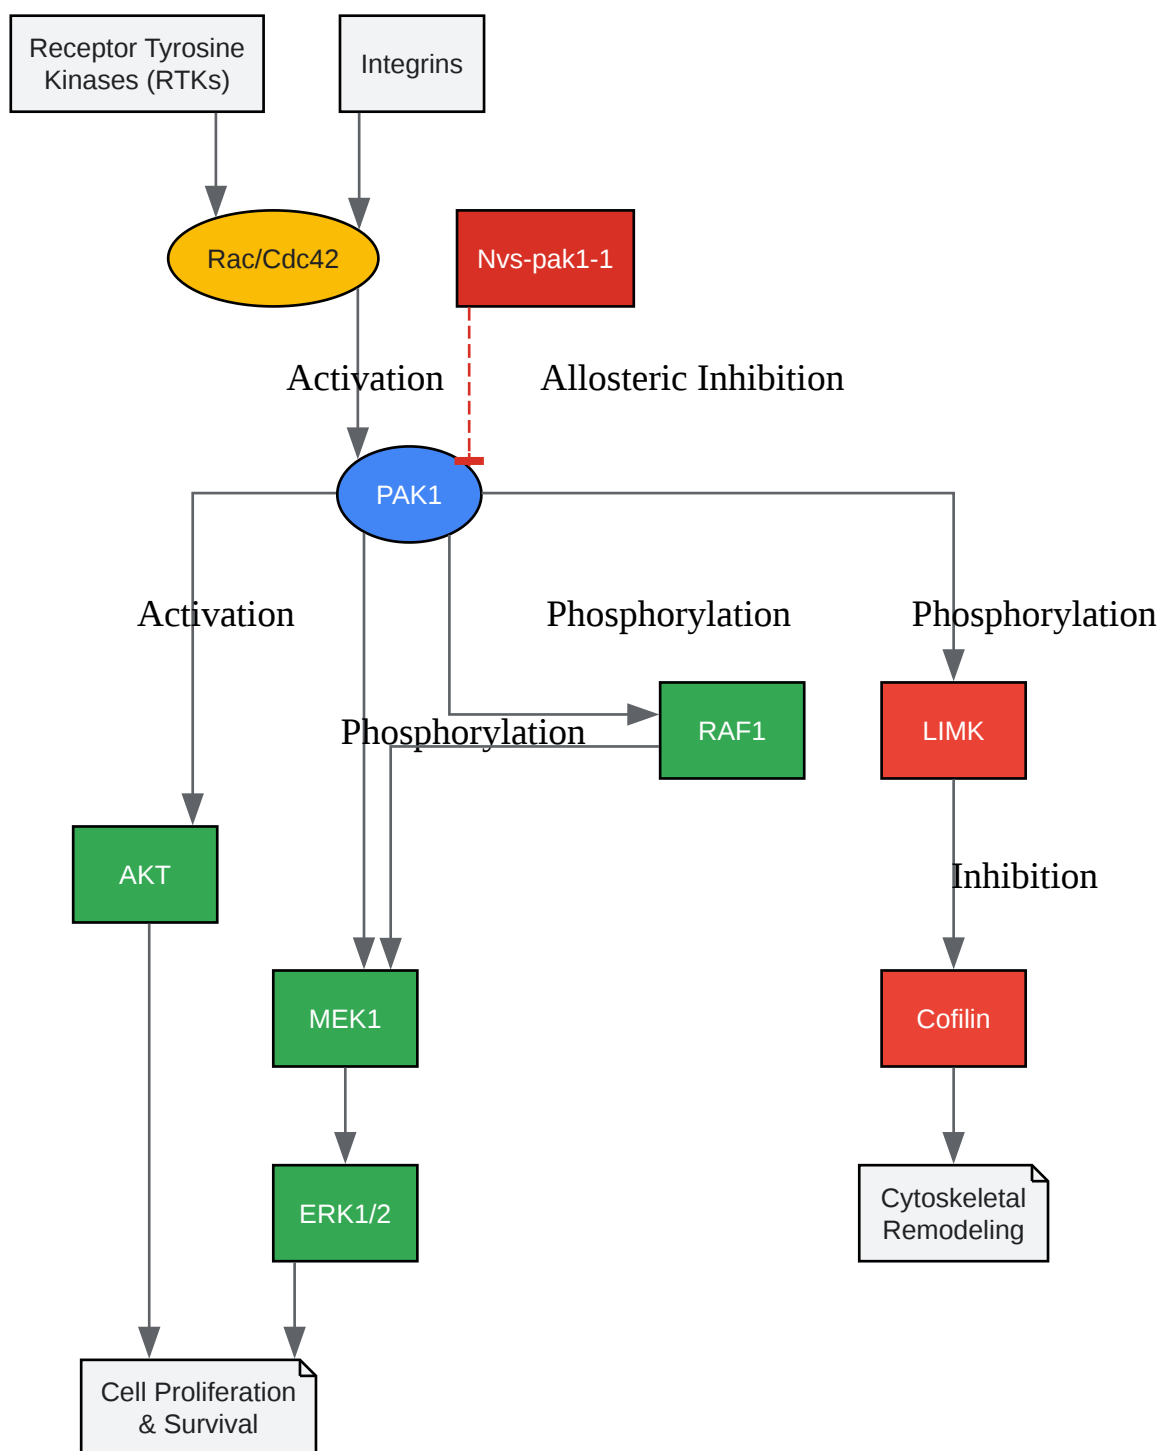 Receptor Tyrosine
Kinases (RTKs)
Integrins
Rac/Cdc42
Nvs-pak1-1
Activation
Allosteric Inhibition
PAK1
Activation
Phosphorylation
Phosphorylation
Phosphorylation
RAF1
LIMK
AKT
Inhibition
MEK1
Cofilin
ERK1/2
Cytoskeletal
Remodeling
Cell Proliferation
& Survival